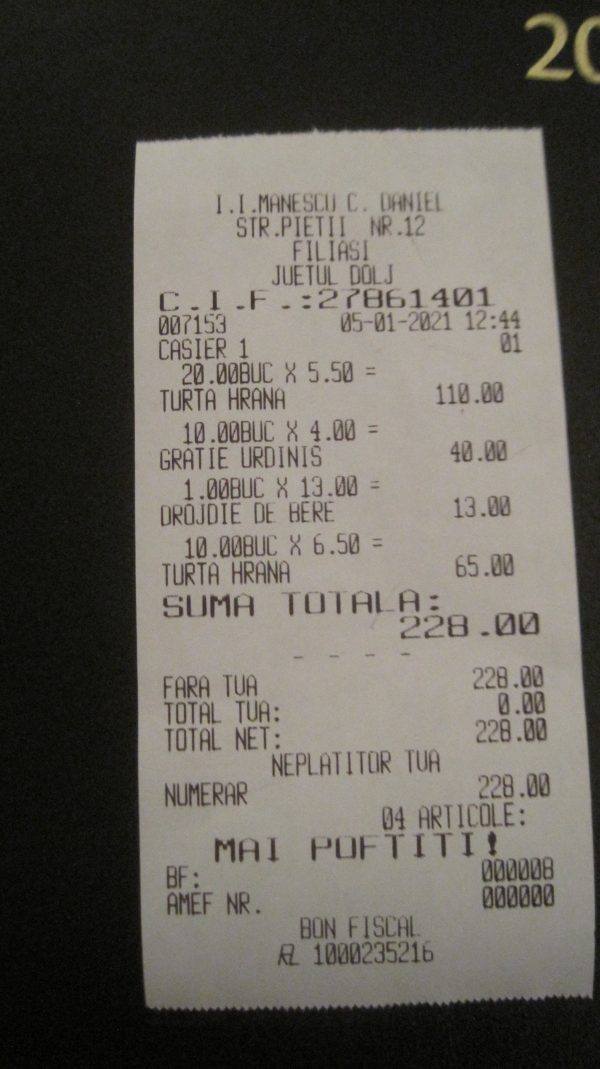 20
I.I.MANESCU C. DANIEL
STR.PIETII NR.12
FILIASI
JUETUL DOLJ
C.I.F.:27861401
007153 05-01-2021 12:44
CASIER 1 01
20.00BUC X 5.50 =
TURTA HRANA 110.00
10.00BUC X 4.00 =
GRATIE URDINIS 40.00
1.00BUC X 13.00 =
DROJDIE DE BERE 13.00
10.00BUC X 6.50 =
TURTA HRANA 65.00
SUMA TOTALA:
228.00
- - - -
FARA TVA 228.00
TOTAL TVA: 0.00
TOTAL NET: 228.00
NEPLATITOR TVA
NUMERAR 228.00
04 ARTICOLE:
MAI POFTITI!
BF: 000008
AMEF NR. 000000
BON FISCAL
1000235216